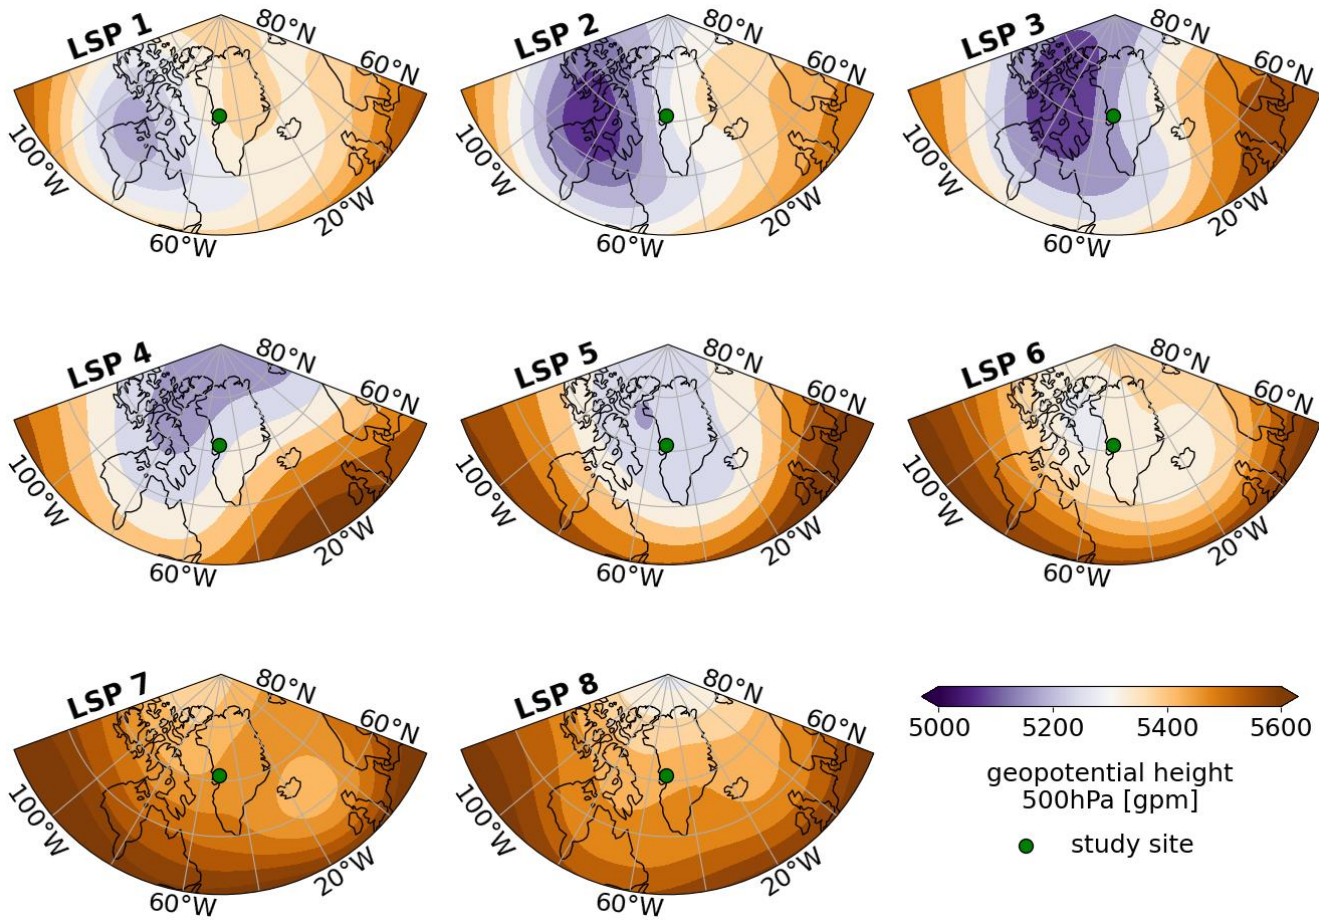 LSP 1
80°N
60°N
100°W
60°W
20°W
LSP 2
80°N
60°N
100°W
60°W
20°W
LSP 3
80°N
60°N
100°W
60°W
20°W
LSP 4
80°N
60°N
100°W
60°W
20°W
LSP 5
80°N
60°N
100°W
60°W
20°W
LSP 6
80°N
60°N
100°W
60°W
20°W
LSP 7
80°N
60°N
100°W
60°W
20°W
LSP 8
80°N
60°N
100°W
60°W
20°W
5000 5200 5400 5600
geopotential height
500hPa [gpm]
study site